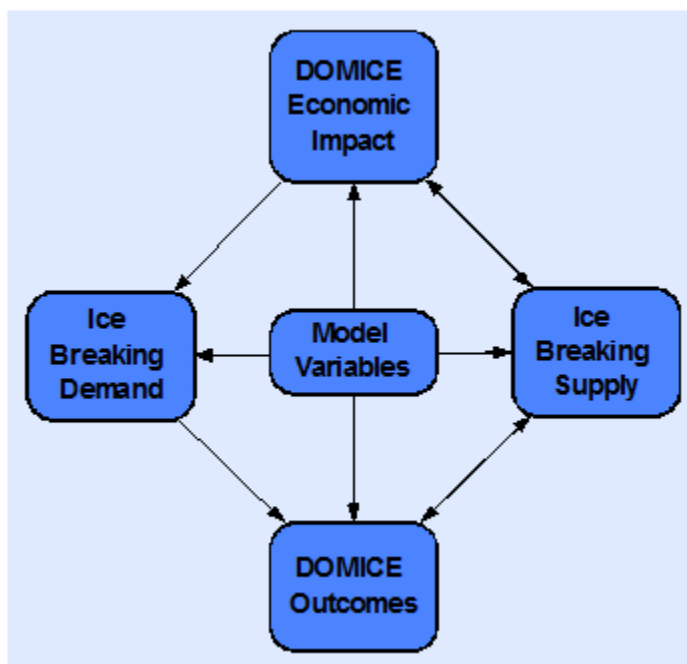 DOMICE
Economic
Impact
Ice
Breaking
Demand
Model
Variables
Ice
Breaking
Supply
DOMICE
Outcomes